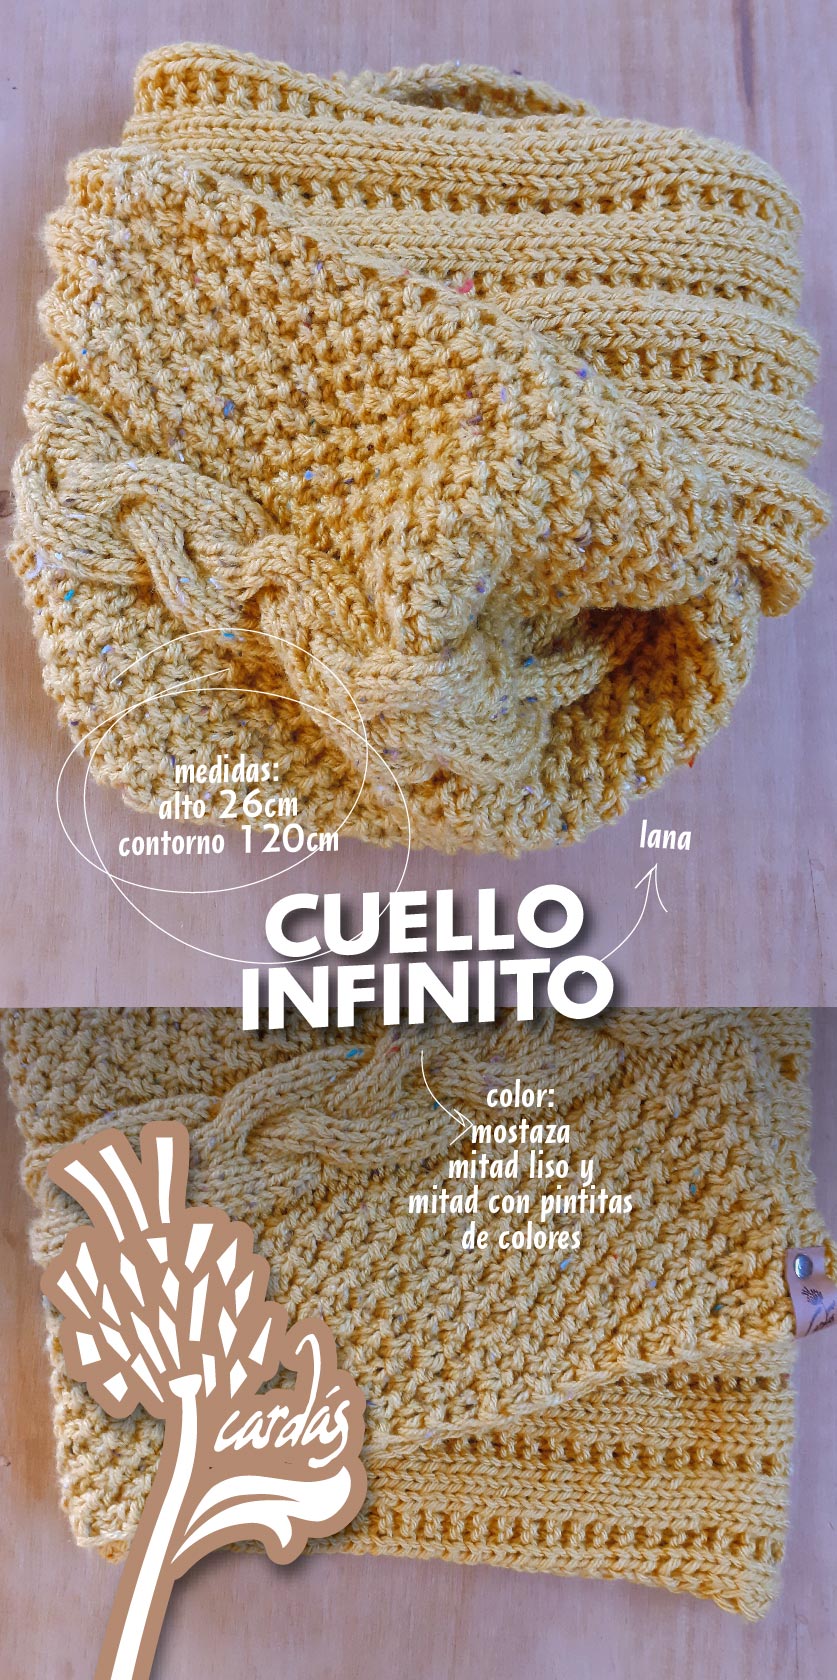 medidas:
alto 26cm
contorno 120cm
lana
CUELLO
INFINITO
color:
mostaza
mitad liso y
mitad con pintitas
de colores
cardás